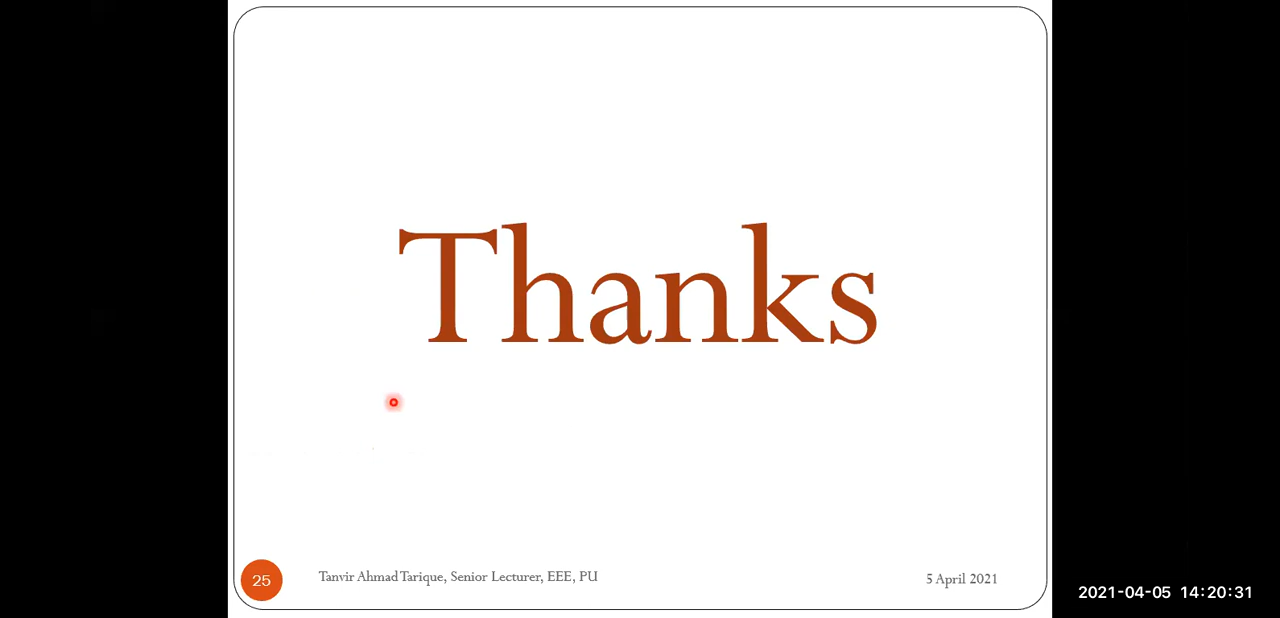 Thanks
25
Tanvir Ahmad Tarique, Senior Lecturer, EEE, PU
5 April 2021
2021-04-05 14:20:31